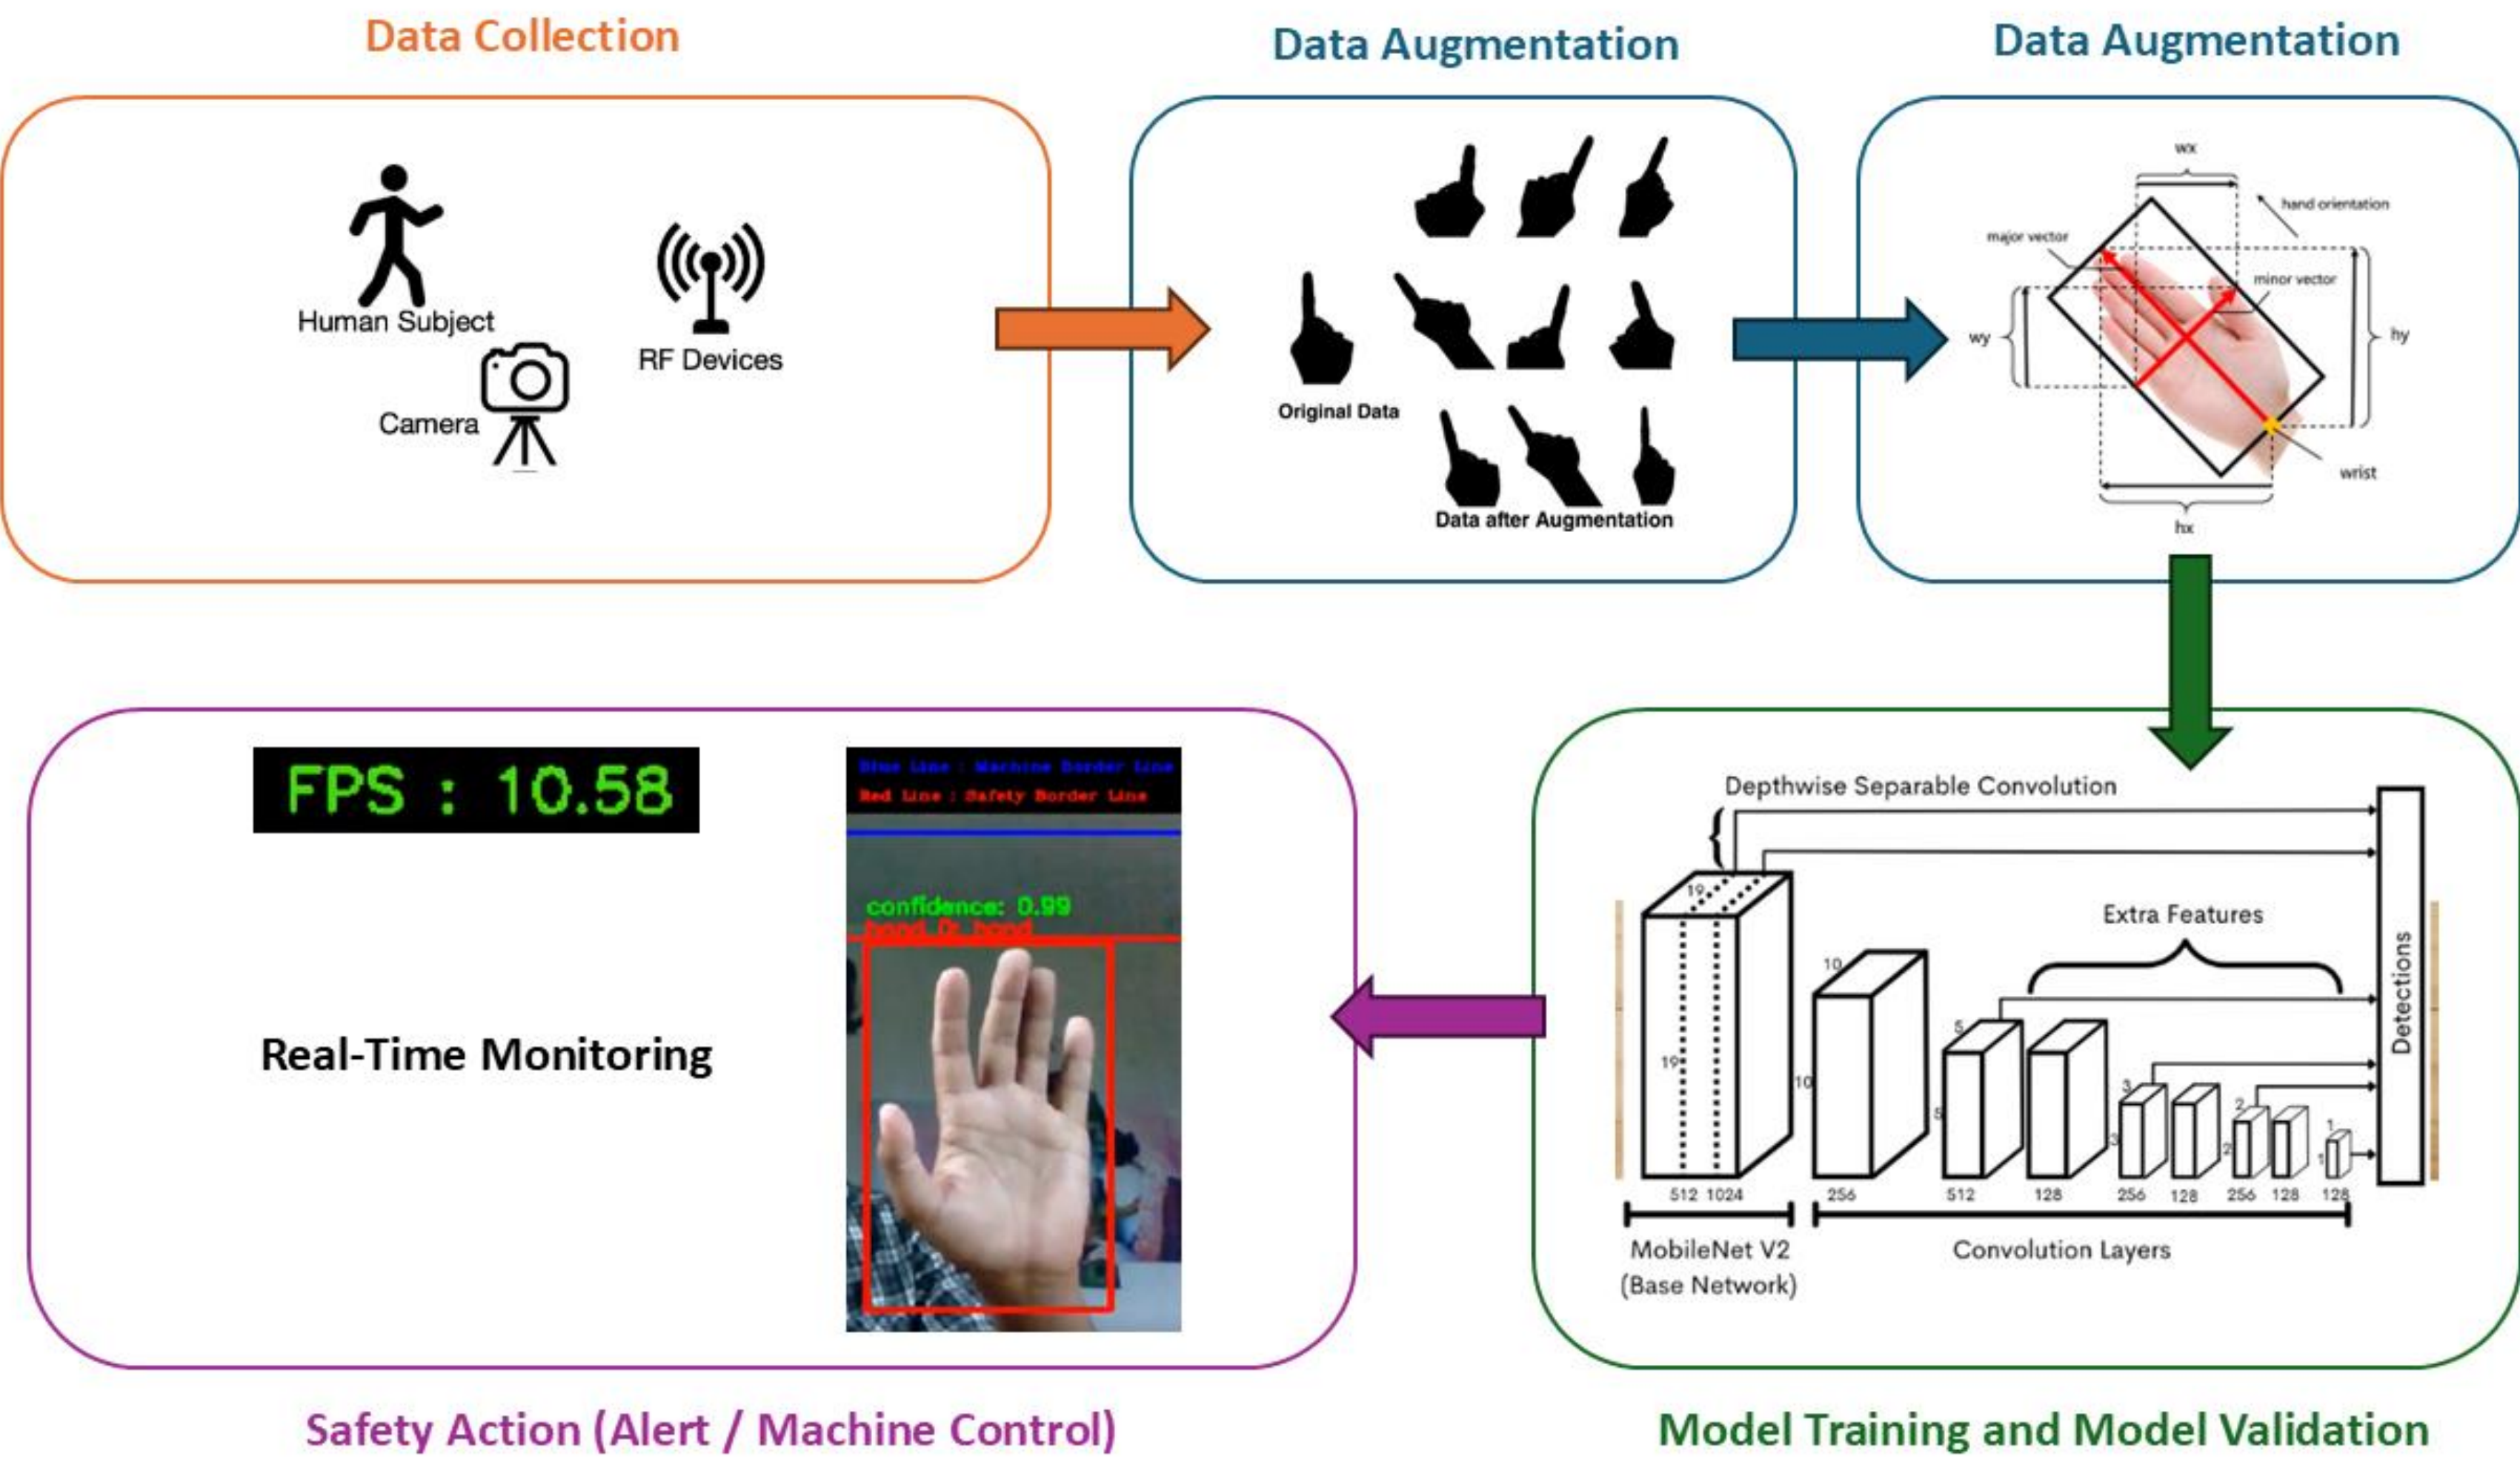 Data Collection
Data Augmentation
Data Augmentation
Human Subject
Camera
RF Devices
Original Data
Data after Augmentation
wx
hand orientation
major vector
minor vector
wy
hy
wrist
hx
FPS : 10.58
Real-Time Monitoring
Blue Line : Machine Border Line
Red Line : Safety Border Line
confidence: 0.99
hand 0: hand
Depthwise Separable Convolution
Extra Features
Detections
19
19
10
10
5
5
3
3
2
2
1
1
512 1024 256 512 128 256 128 256 128 128
MobileNet V2
(Base Network)
Convolution Layers
Safety Action (Alert / Machine Control)
Model Training and Model Validation